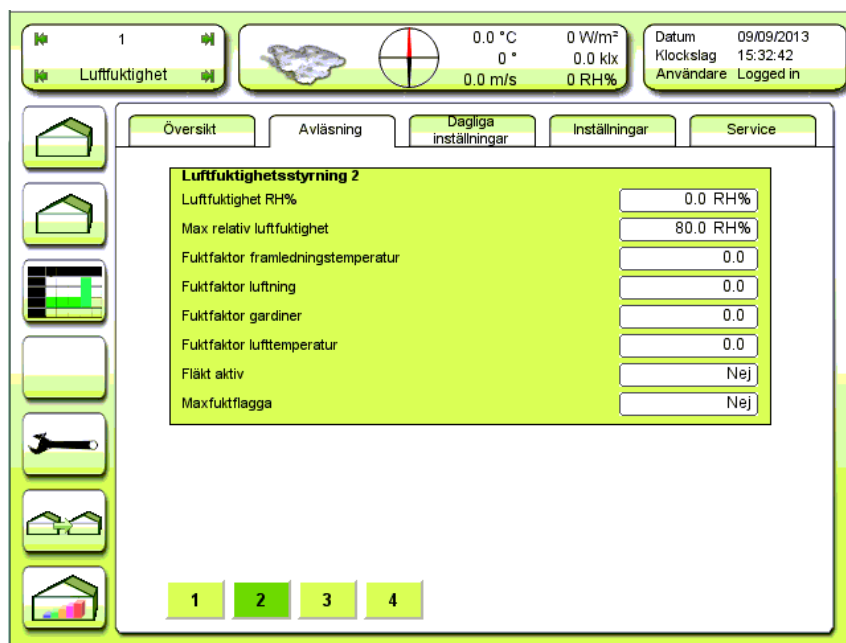 1
Luftfuktighet
0.0 °C 0 W/m²
0 ° 0.0 klx
0.0 m/s 0 RH%
Datum 09/09/2013
Klockslag 15:32:42
Användare Logged in
Översikt
Avläsning
Dagliga
inställningar
Inställningar
Service
Luftfuktighetsstyrning 2
Luftfuktighet RH% 0.0 RH%
Max relativ luftfuktighet 80.0 RH%
Fuktfaktor framledningstemperatur 0.0
Fuktfaktor luftning 0.0
Fuktfaktor gardiner 0.0
Fuktfaktor lufttemperatur 0.0
Fläkt aktiv Nej
Maxfuktflagga Nej
1 2 3 4